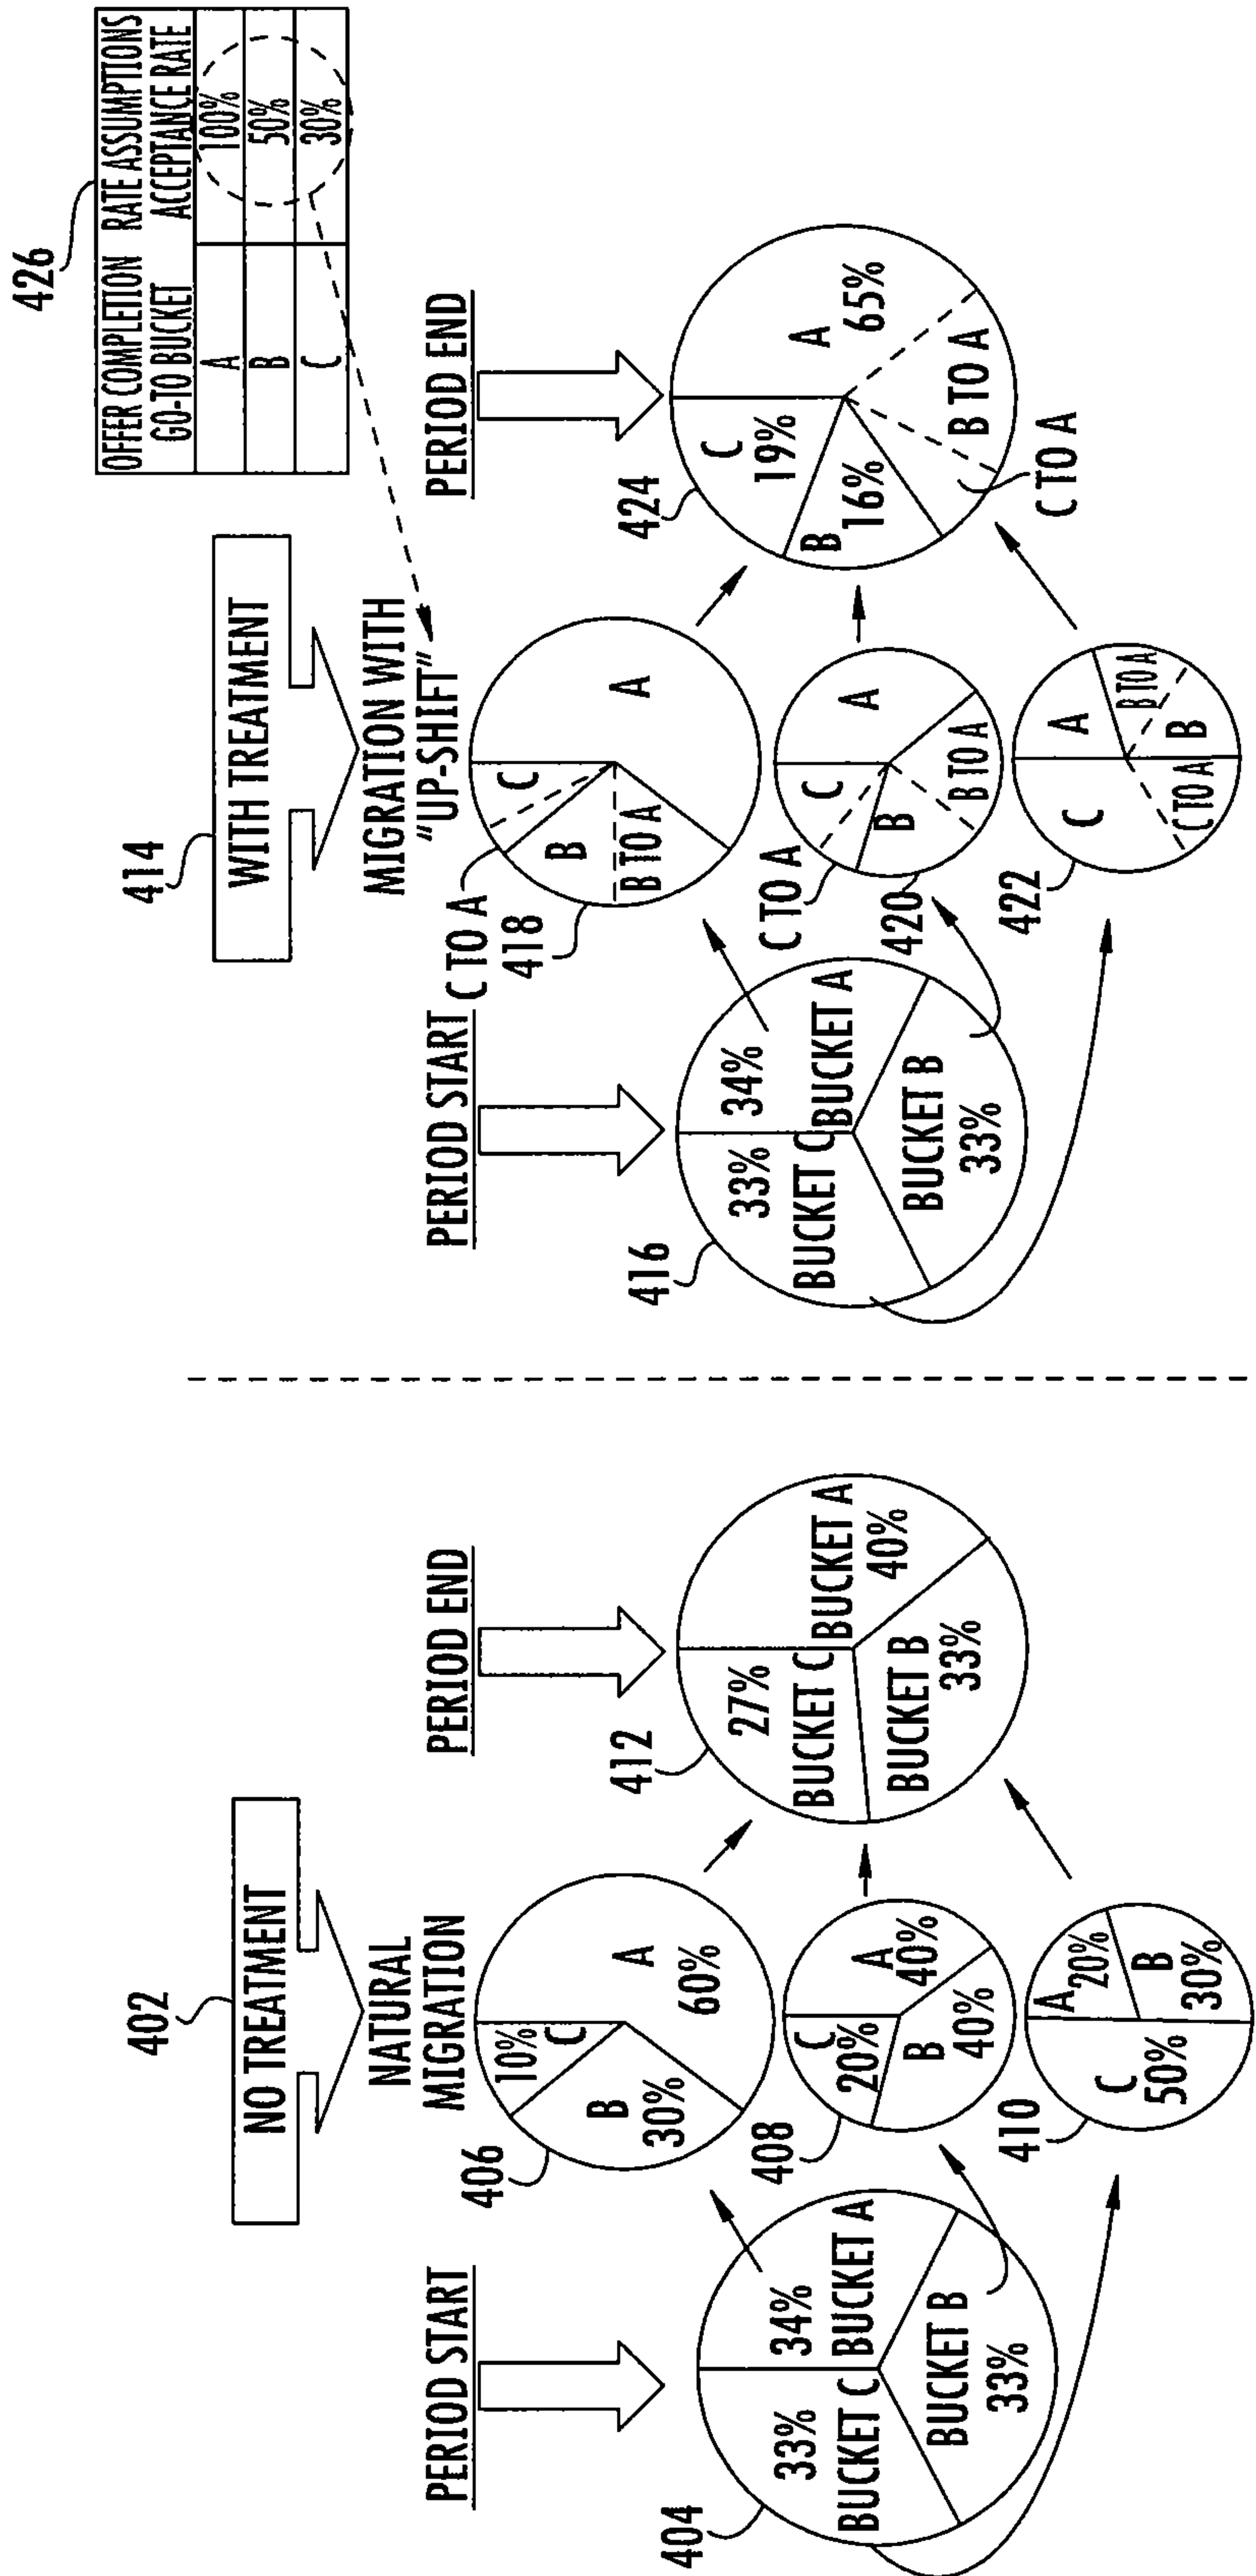 402
NO TREATMENT
PERIOD START
NATURAL
MIGRATION
PERIOD END
404
33%
BUCKET C
34%
BUCKET A
BUCKET B
33%
406
10%
C
A
60%
B
30%
408
C
20%
A
40%
B
40%
410
A
20%
B
30%
C
50%
412
27%
BUCKET C
BUCKET A
40%
BUCKET B
33%
414
WITH TREATMENT
PERIOD START
MIGRATION WITH
"UP-SHIFT"
PERIOD END
416
33%
BUCKET C
34%
BUCKET A
BUCKET B
33%
C TO A
418
C
B
B TO A
A
C TO A
420
C
B
A
B TO A
422
C
A
B TO A
B
C TO A
424
C
19%
B
16%
A
65%
B TO A
C TO A
426
OFFER COMPLETION RATE ASSUMPTIONS
GO-TO BUCKET ACCEPTANCE RATE
A 100%
B 50%
C 30%